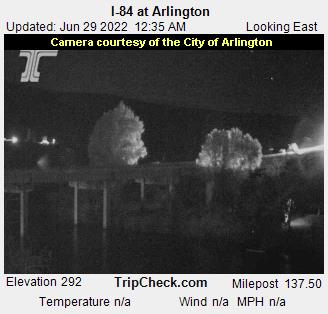 I-84 at Arlington
Updated: Jun 29 2022 12:35 AM Looking East
Camera courtesy of the City of Arlington
Elevation 292 TripCheck.com Milepost 137.50
Temperature n/a Wind n/a MPH n/a